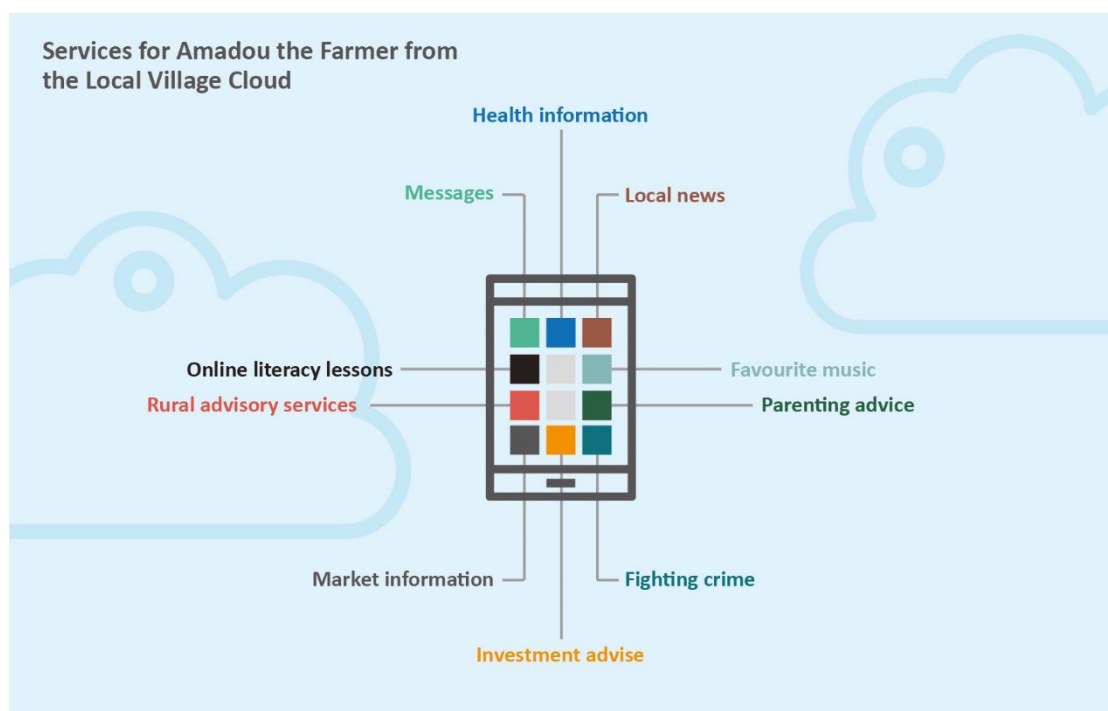 Services for Amadou the Farmer from
the Local Village Cloud
Health information
Messages
Local news
Online literacy lessons
Favourite music
Rural advisory services
Parenting advice
Market information
Fighting crime
Investment advise